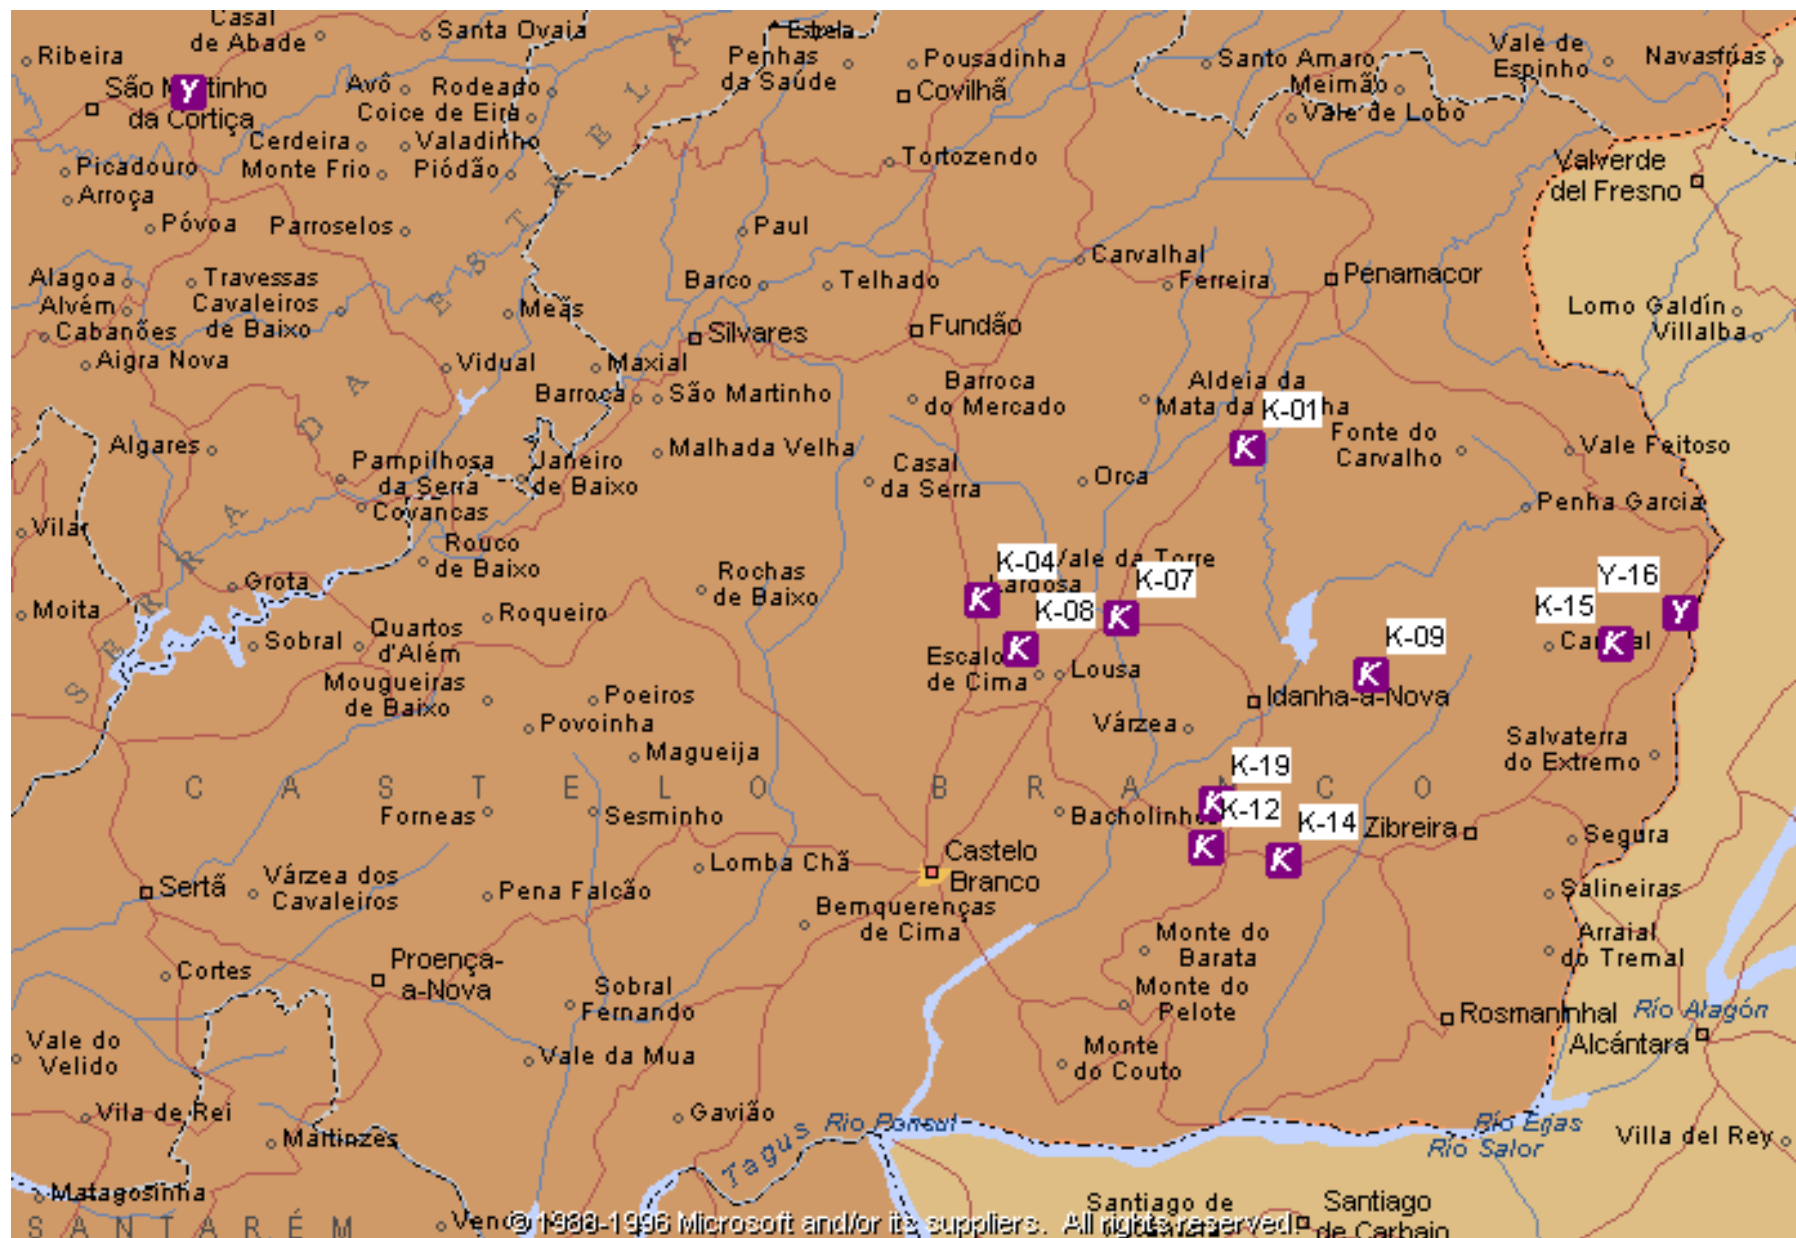 Casal
de Abade
Santa Ovaia
Estrela
Ribeira
Penhas
da Saúde
Pousadinha
Santo Amaro
Vale de
Espinho
Navasfrías
São
tinho
da Cortiça
Y
Avô
Rodeado
Covilhã
Meimão
Coice de Eira
Vale de Lobo
Cerdeira
Valadinho
Picadouro
Monte Frio
Piódão
Tortozendo
Valverde
del Fresno
Arroça
Póvoa
Parroselos
Paul
Carvalhal
Alagoa
Travessas
Barco
Telhado
Ferreira
Penamacor
Alvém
Cavaleiros
de Baixo
Meãs
Lomo Galdín
Cabanões
Silvares
Fundão
Villalba
Aigra Nova
Vidual
Maxial
Barroca
São Martinho
Barroca
do Mercado
Aldeia da
Mata da
K-01
K
Algares
Malhada Velha
Fonte do
Carvalho
Vale Feitoso
Pampilhosa
da Serra
Janeiro
de Baixo
Casal
da Serra
Orca
Covancas
Penha Garcia
Vilar
Rouco
de Baixo
K-04
Vale da Torre
Lardosa
K
K-07
K
Y-16
Y
Grota
Rochas
de Baixo
K-08
K
K-15
K
Moita
Roqueiro
Sobral
Quartos
d'Além
K-09
K
Escalo
de Cima
Lousa
Mougueiras
de Baixo
Poeiros
Idanha-a-Nova
Povoinha
Várzea
Magueija
Salvaterra
do Extremo
SERRA DA ESTRELA
CASTELO BRANCO
K-19
K
Forneas
Sesminho
Bacholinho
K-12
K
K-14
K
Zibreira
Segura
Lomba Chã
Castelo
Branco
Sertã
Várzea dos
Cavaleiros
Pena Falcão
Salineiras
Bemquerenças
de Cima
Monte do
Barata
Arraial
do Tremal
Cortes
Proença-
a-Nova
Sobral
Fernando
Monte do
Pelote
Rosmaninhal
Río Alagón
Vale do
Velido
Vale da Mua
Monte
do Couto
Alcántara
Vila de Rei
Gavião
Rio Ponsul
Río Erjas
Martinzes
Tagus
Río Salor
Villa del Rey
Matagosinha
Santiago de
Santiago
de Carbajo
SANTARÉM
© 1988-1996 Microsoft and/or its suppliers. All rights reserved.